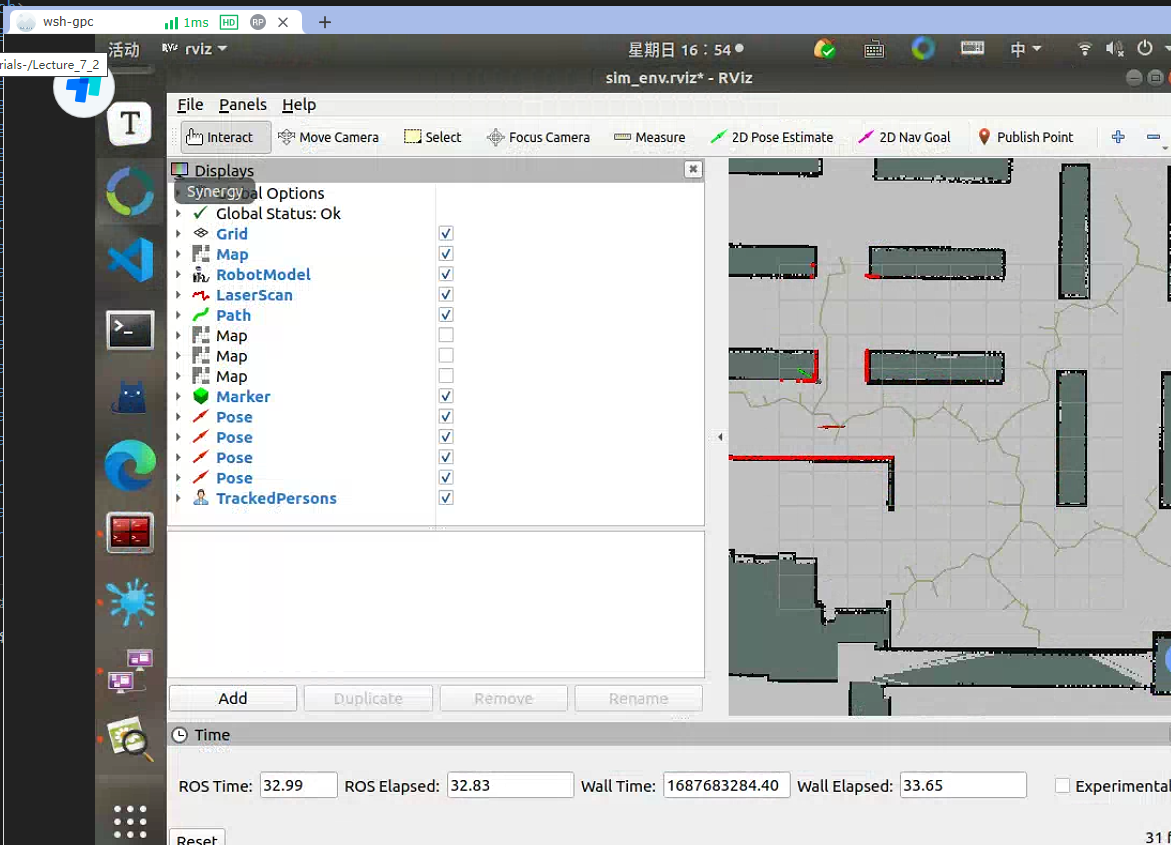 wsh-gpc 1ms HD RP
活动 rviz 星期日 16：54 中
rials-/Lecture_7_2
sim_env.rviz* - RViz
File Panels Help
Interact Move Camera Select Focus Camera Measure 2D Pose Estimate 2D Nav Goal Publish Point
T
Displays
Synergy
bal Options
Global Status: Ok
Grid
Map
RobotModel
LaserScan
Path
Map
Map
Map
Marker
Pose
Pose
Pose
Pose
TrackedPersons
Add Duplicate Remove Rename
Time
ROS Time: 32.99 ROS Elapsed: 32.83 Wall Time: 1687683284.40 Wall Elapsed: 33.65 Experimental
Reset
31 f